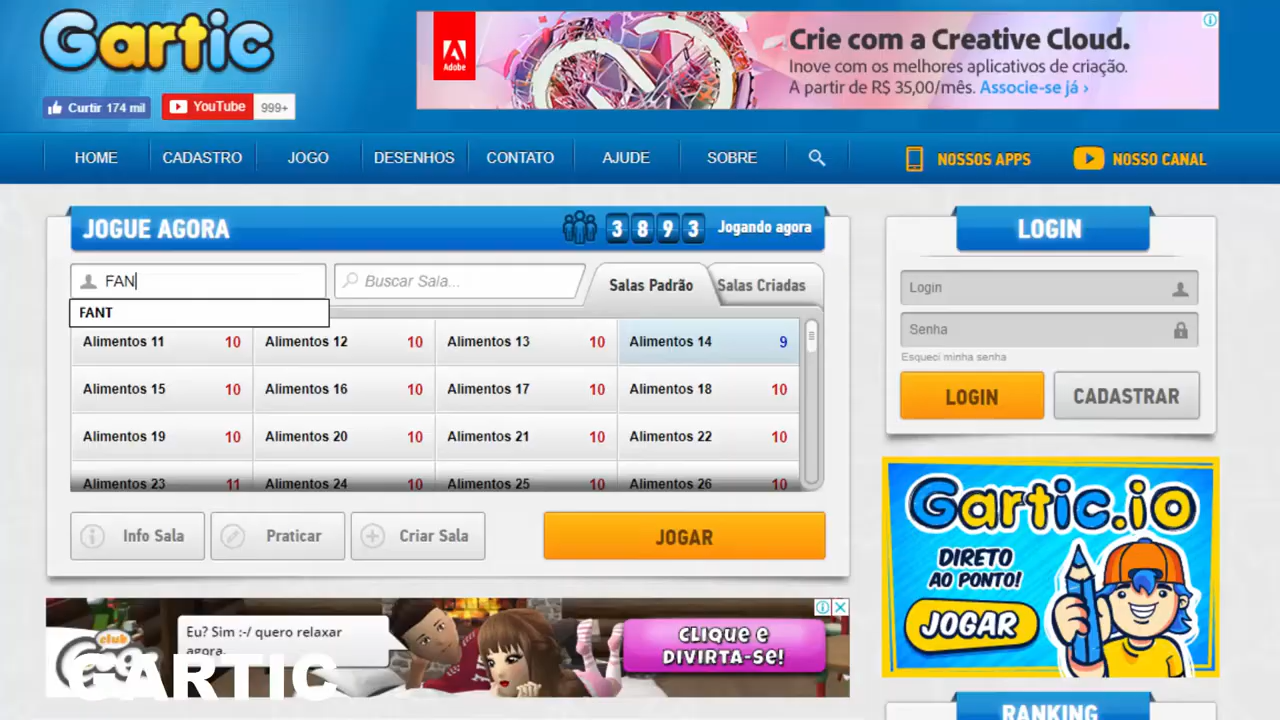 Gartic
Crie com a Creative Cloud.
Inove com os melhores aplicativos de criação.
A partir de R$ 35,00/mês. Associe-se já ›
Adobe
Curtir 174 mil
YouTube 999+
HOME CADASTRO JOGO DESENHOS CONTATO AJUDE SOBRE NOSSOS APPS NOSSO CANAL
JOGUE AGORA 3893 Jogando agora
FAN Buscar Sala... Salas Padrão Salas Criadas
FANT
Alimentos 11 10 Alimentos 12 10 Alimentos 13 10 Alimentos 14 9
Alimentos 15 10 Alimentos 16 10 Alimentos 17 10 Alimentos 18 10
Alimentos 19 10 Alimentos 20 10 Alimentos 21 10 Alimentos 22 10
Alimentos 23 11 Alimentos 24 10 Alimentos 25 10 Alimentos 26 10
Info Sala Praticar Criar Sala JOGAR
LOGIN
Login
Senha
Esqueci minha senha
LOGIN CADASTRAR
Gartic.io
DIRETO
AO PONTO!
JOGAR
club
Eu? Sim :-/ quero relaxar
agora.
CLIQUE E
DIVIRTA-SE!
GARTIC
RANKING